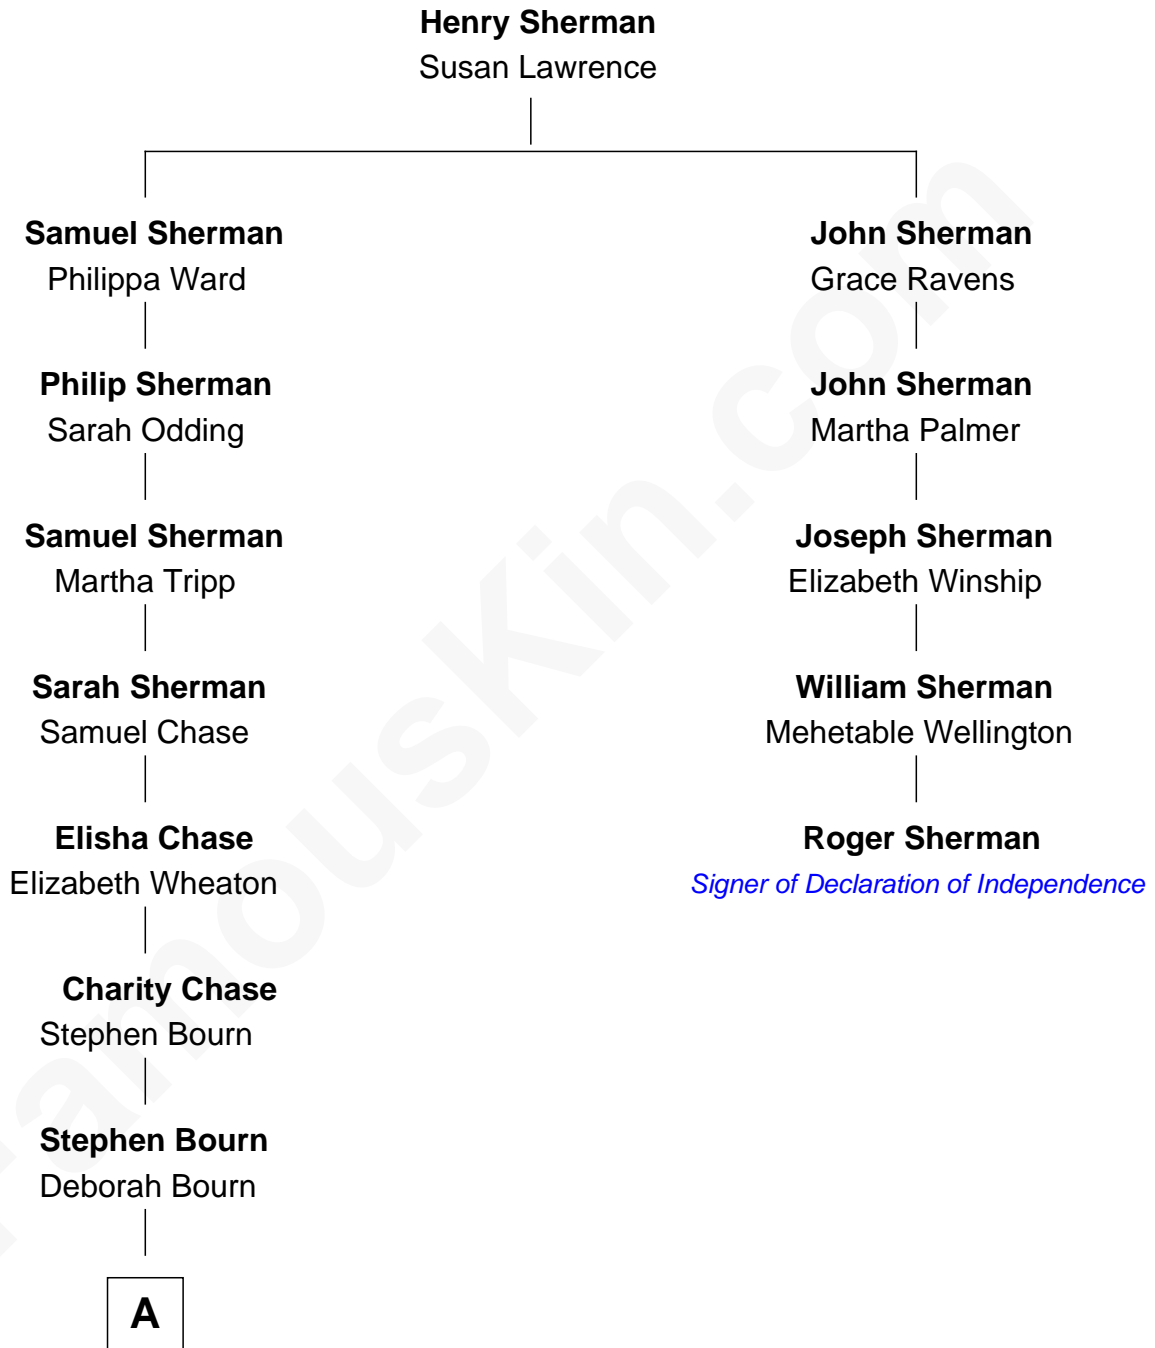 Henry Sherman
Susan Lawrence
Samuel Sherman
Philippa Ward
John Sherman
Grace Ravens
Philip Sherman
Sarah Odding
John Sherman
Martha Palmer
Samuel Sherman
Martha Tripp
Joseph Sherman
Elizabeth Winship
Sarah Sherman
Samuel Chase
William Sherman
Mehetable Wellington
Elisha Chase
Elizabeth Wheaton
Roger Sherman
Signer of Declaration of Independence
Charity Chase
Stephen Bourn
Stephen Bourn
Deborah Bourn
A
FamousKin.com